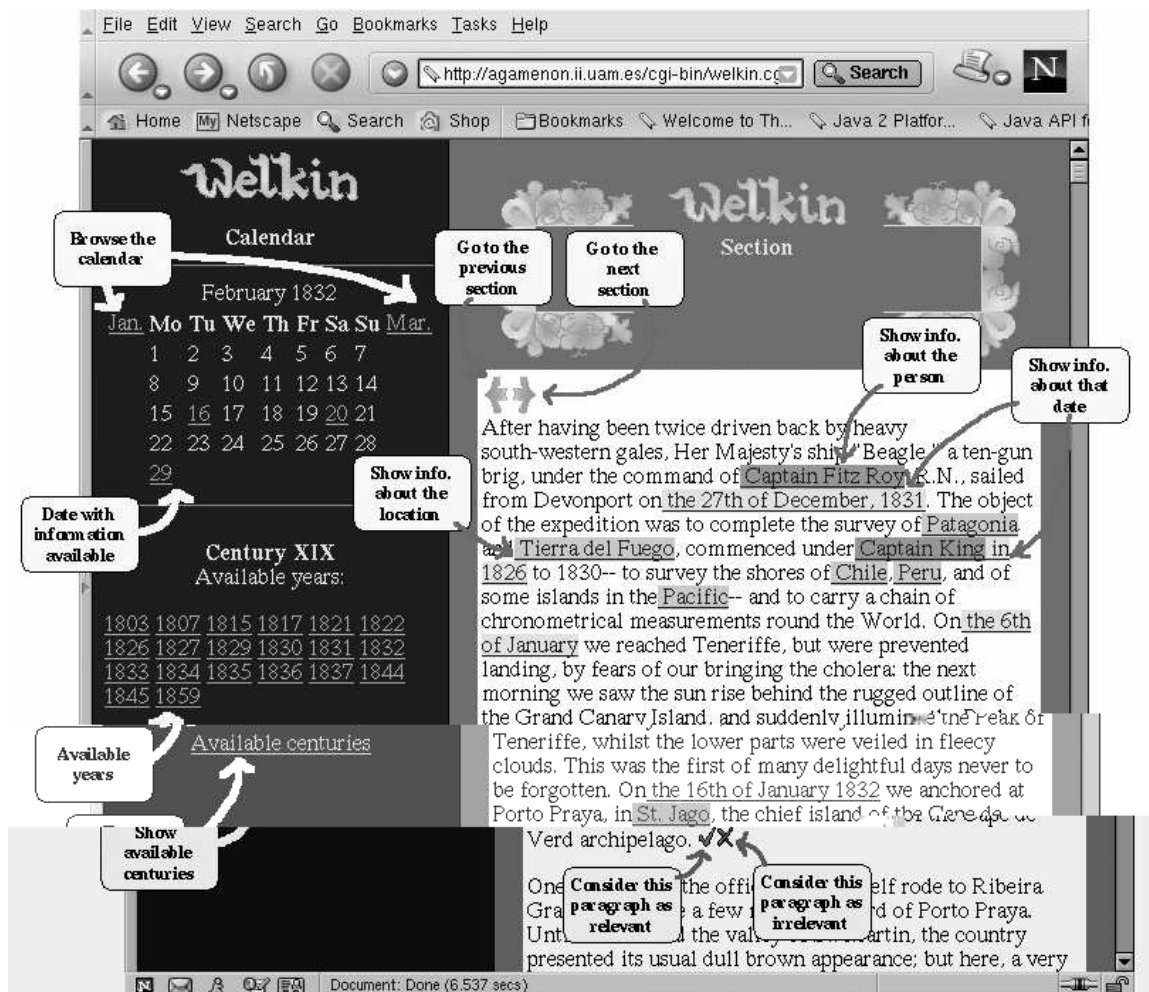 File Edit View Search Go Bookmarks Tasks Help
http://agamenon.ii.uam.es/cgi-bin/welkin.cg
Search
N
Home My Netscape Search Shop Bookmarks Welcome to Th... Java 2 Platfor... Java API f
Welkin
Calendar
Browse the
calendar
February 1832
Jan. Mo Tu We Th Fr Sa Su Mar.
1 2 3 4 5 6 7
8 9 10 11 12 13 14
15 16 17 18 19 20 21
22 23 24 25 26 27 28
29
Date with
information
available
Century XIX
Available years:
1803 1807 1815 1817 1821 1822
1826 1827 1829 1830 1831 1832
1833 1834 1835 1836 1837 1844
1845 1859
Available
years
Available centuries
Show
available
centuries
Welkin
Section
Go to the
previous
section
Go to the
next
section
Show info.
about the
person
Show info.
about that
date
Show info.
about the
location
After having been twice driven back by heavy
south-western gales, Her Majesty's ship "Beagle," a ten-gun
brig, under the command of Captain Fitz Roy, R.N., sailed
from Devonport on the 27th of December, 1831. The object
of the expedition was to complete the survey of Patagonia
and Tierra del Fuego, commenced under Captain King in
1826 to 1830-- to survey the shores of Chile, Peru, and of
some islands in the Pacific-- and to carry a chain of
chronometrical measurements round the World. On the 6th
of January we reached Teneriffe, but were prevented
landing, by fears of our bringing the cholera: the next
morning we saw the sun rise behind the rugged outline of
the Grand Canary Island, and suddenly illumine the Peak of
Teneriffe, whilst the lower parts were veiled in fleecy
clouds. This was the first of many delightful days never to
be forgotten. On the 16th of January 1832 we anchored at
Porto Praya, in St. Jago, the chief island of the Cape de
Verd archipelago.
Consider this
paragraph as
relevant
Consider this
paragraph as
irrelevant
One the offi elf rode to Ribeira
Gra a few rd of Porto Praya.
Unt the val artin, the country
presented its usual dull brown appearance; but here, a very
N Document: Done (6.537 secs)